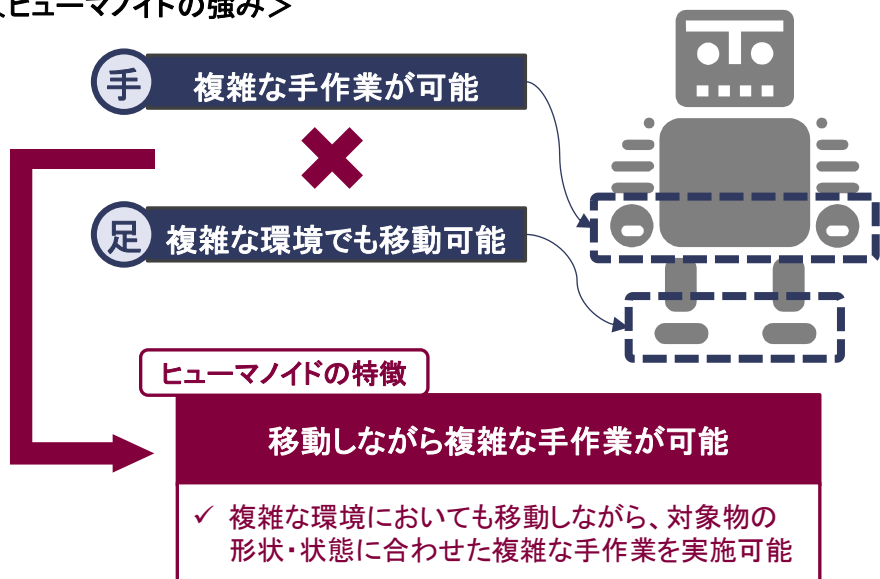 ヒューマノイドの強み＞
手 複雑な手作業が可能
足 複雑な環境でも移動可能
ヒューマノイドの特徴
移動しながら複雑な手作業が可能
✓ 複雑な環境においても移動しながら、対象物の
形状・状態に合わせた複雑な手作業を実施可能